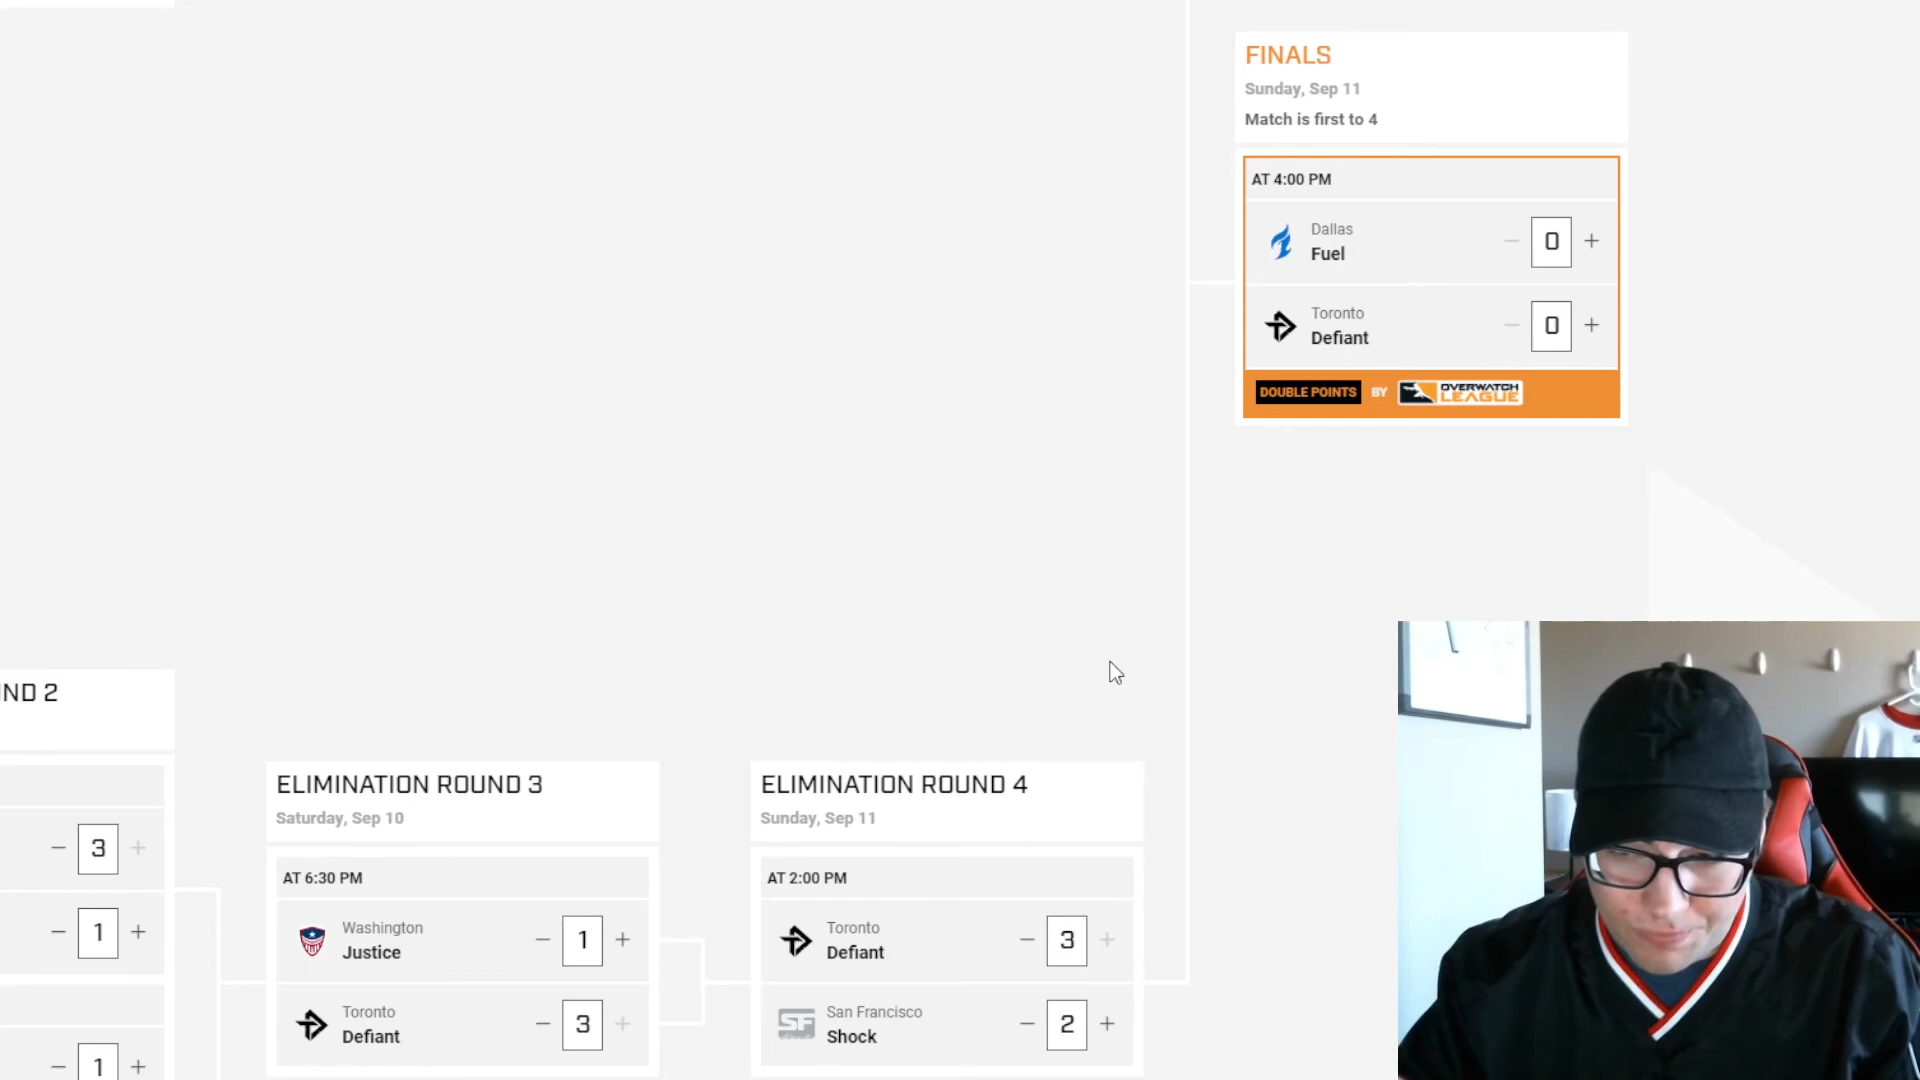 FINALS
Sunday, Sep 11
Match is first to 4
AT 4:00 PM
Dallas
Fuel
− 0 +
Toronto
Defiant
− 0 +
DOUBLE POINTS BY OVERWATCH LEAGUE
ND 2
− 3 +
− 1 +
− 1 +
ELIMINATION ROUND 3
Saturday, Sep 10
AT 6:30 PM
Washington
Justice
− 1 +
Toronto
Defiant
− 3 +
ELIMINATION ROUND 4
Sunday, Sep 11
AT 2:00 PM
Toronto
Defiant
− 3 +
SF
San Francisco
Shock
− 2 +